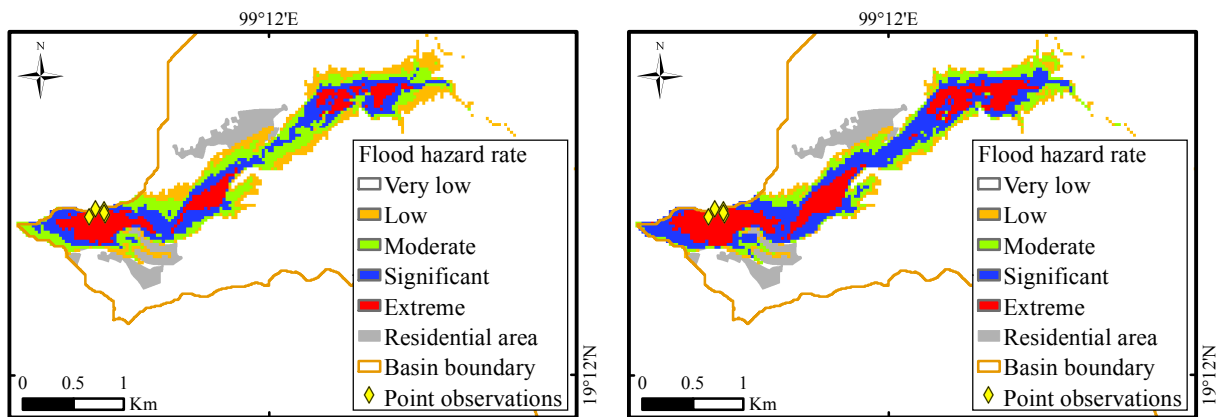 99°12'E
N
Flood hazard rate
Very low
Low
Moderate
Significant
Extreme
Residential area
Basin boundary
Point observations
0 0.5 1
Km
19°12'N
99°12'E
N
Flood hazard rate
Very low
Low
Moderate
Significant
Extreme
Residential area
Basin boundary
Point observations
0 0.5 1
Km
19°12'N